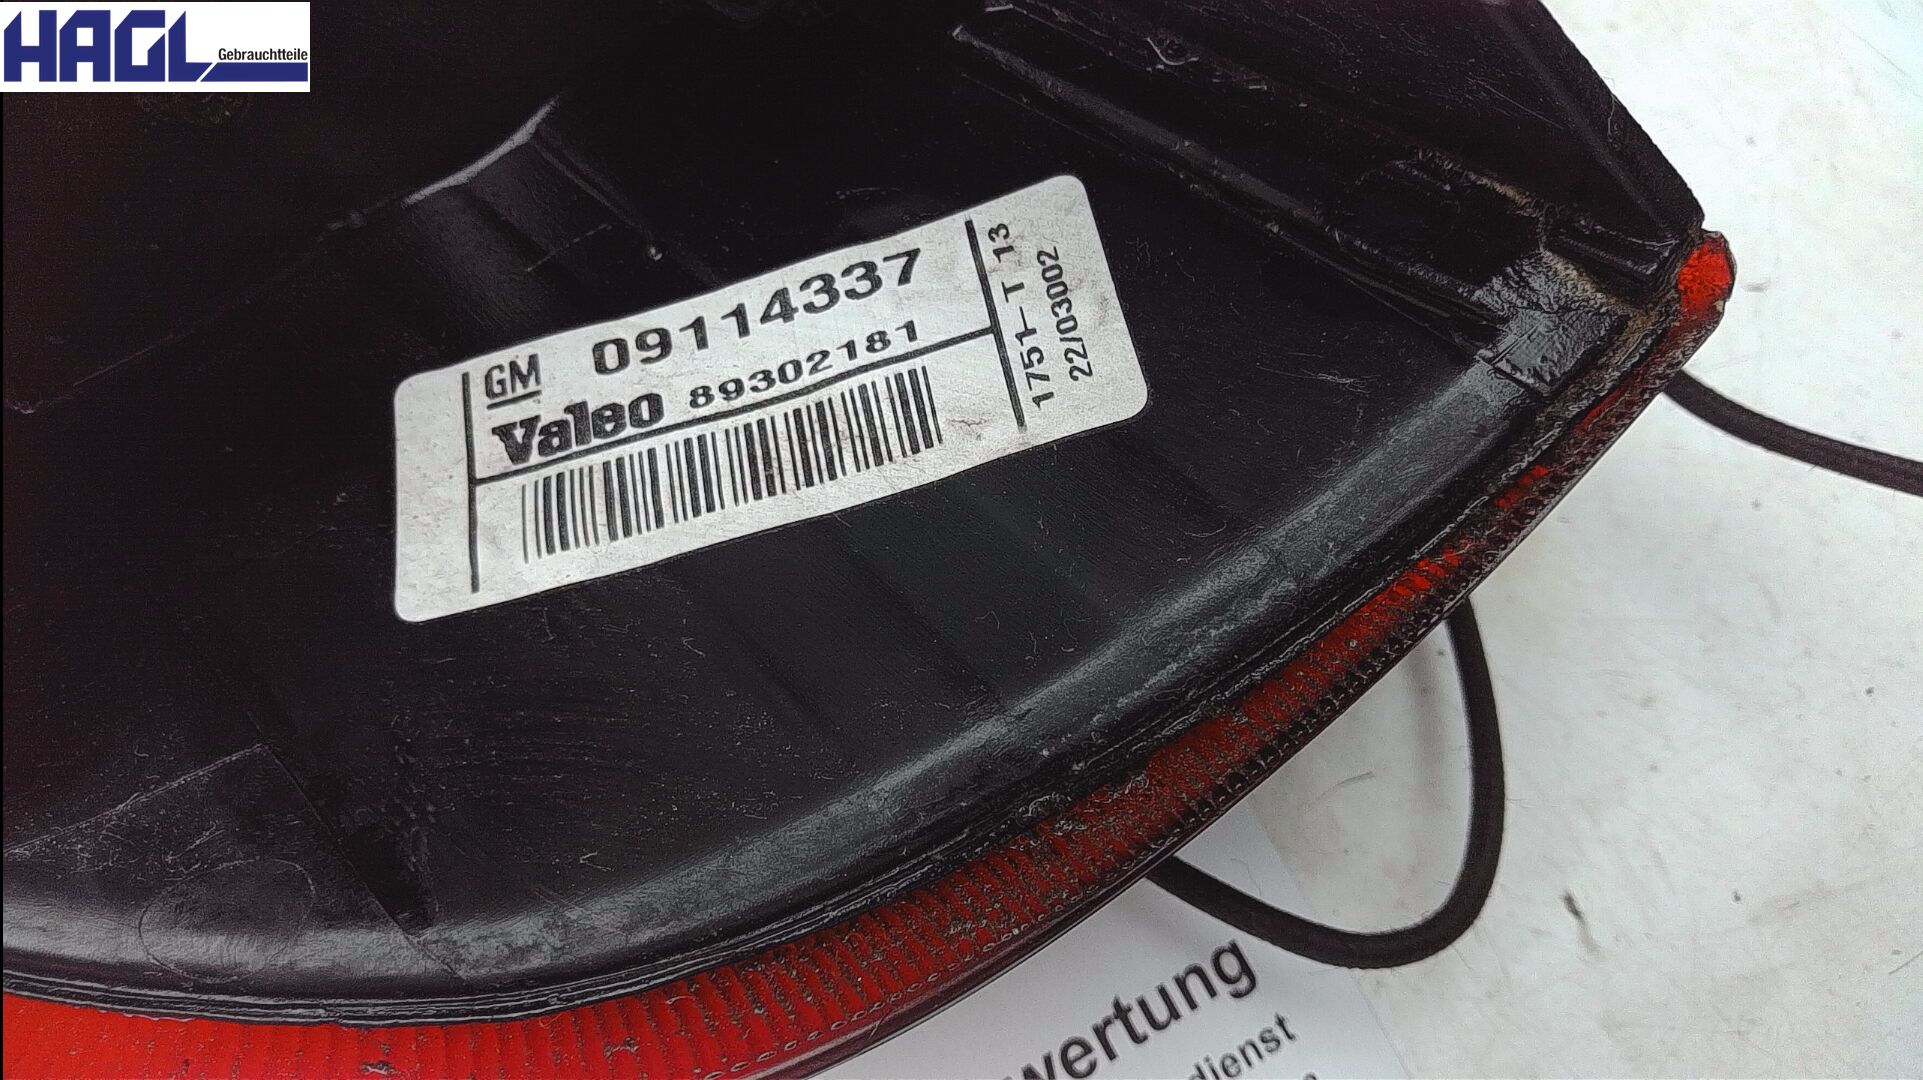 HAGL
Gebrauchtteile
GM 09114337
Valeo 89302181
1751-T 13
22/03002
wertung
dienst